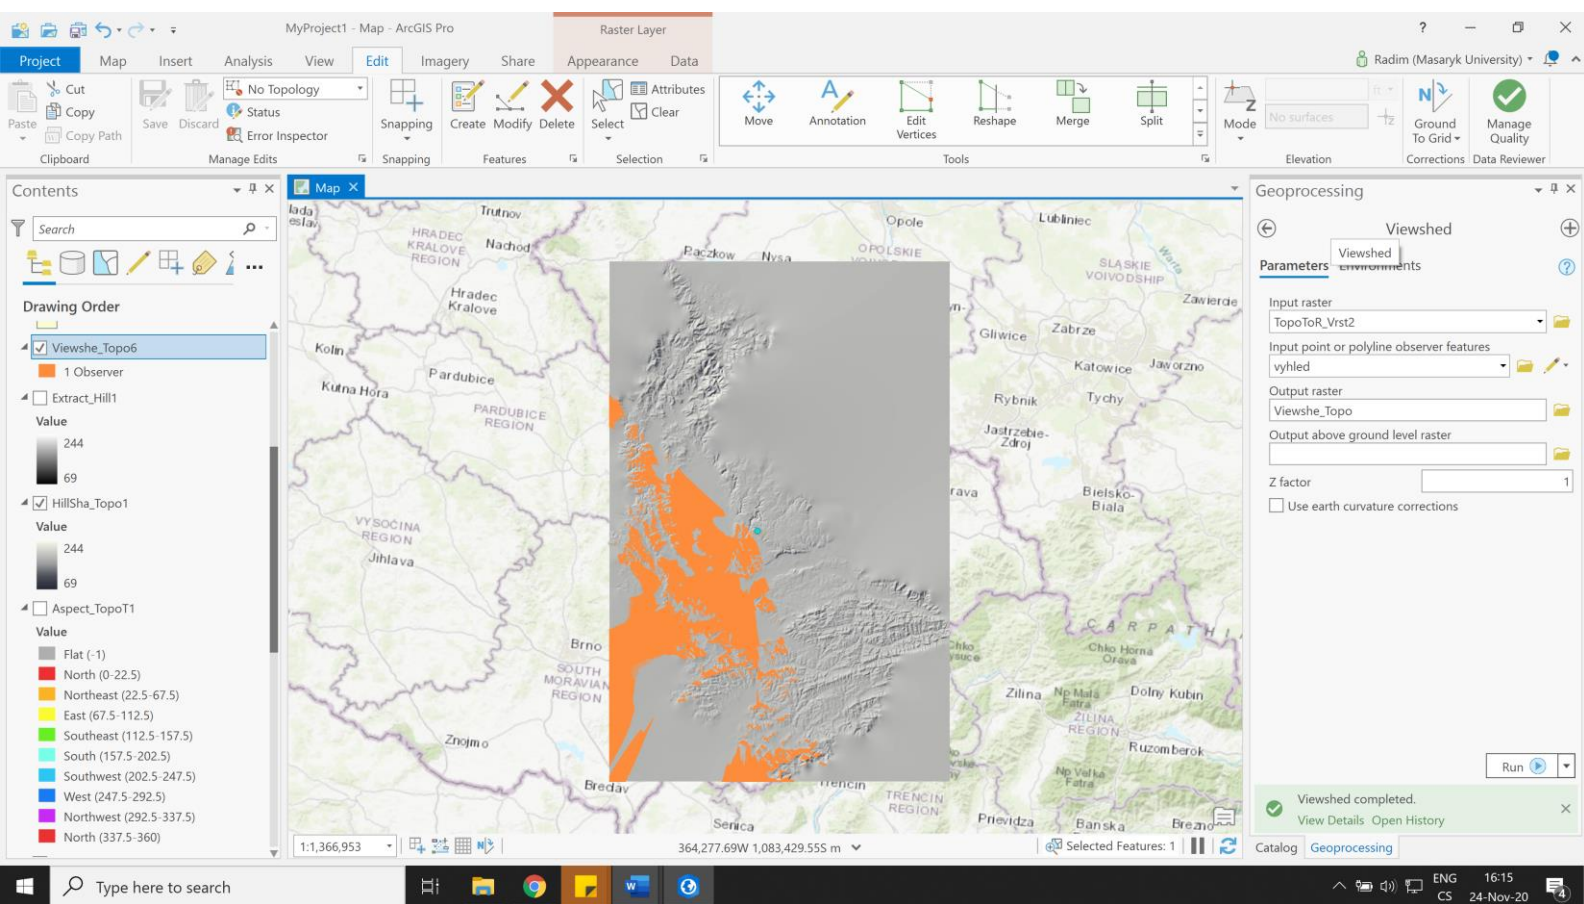 MyProject1 - Map - ArcGIS Pro
Raster Layer
?
Project Map Insert Analysis View Edit Imagery Share Appearance Data
Radim (Masaryk University)
Paste
Cut
Copy
Copy Path
Clipboard
Save
Discard
No Topology
Status
Error Inspector
Manage Edits
Snapping
Snapping
Create
Modify
Delete
Features
Select
Attributes
Clear
Selection
Move
Annotation
Edit
Vertices
Reshape
Merge
Split
Tools
Mode
No surfaces
ft
Elevation
Ground
To Grid
Corrections
Manage
Quality
Data Reviewer
Contents
Search
Drawing Order
Viewshe_Topo6
1 Observer
Extract_Hill1
Value
244
69
HillSha_Topo1
Value
244
69
Aspect_TopoT1
Value
Flat (-1)
North (0-22.5)
Northeast (22.5-67.5)
East (67.5-112.5)
Southeast (112.5-157.5)
South (157.5-202.5)
Southwest (202.5-247.5)
West (247.5-292.5)
Northwest (292.5-337.5)
North (337.5-360)
Map
Trutnov
HRADEC
KRALOVE
REGION
Nachod
Hradec
Kralove
Kolin
Pardubice
Kutna Hora
PARDUBICE
REGION
VYSOČINA
REGION
Jihlava
Brno
SOUTH
MORAVIAN
REGION
Znojmo
Breclav
Senica
Paczkow
Nysa
Opole
OPOLSKIE
Lubliniec
SLASKIE
VOIVODSHIP
Warta
Zawiercie
Gliwice
Zabrze
Katowice
Jaworzno
Rybnik
Tychy
Jastrzebie-
Zdroj
Bielsko-
Biala
CARPATHI
Orava
Zilina
Dolny Kubin
ZILINA
REGION
Ruzomberok
Np Velka
Fatra
TRENCIN
REGION
Prievidza
Banska
Brezno
1:1,366,953
364,277.69W 1,083,429.55S m
Selected Features: 1
Geoprocessing
Viewshed
Viewshed
Parameters Environments
Input raster
TopoToR_Vrst2
Input point or polyline observer features
vyhled
Output raster
Viewshe_Topo
Output above ground level raster
Z factor
1
Use earth curvature corrections
Run
Viewshed completed.
View Details Open History
Catalog Geoprocessing
Type here to search
ENG
CS
16:15
24-Nov-20
4